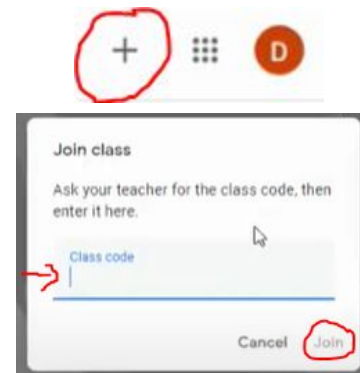 D
Join class
Ask your teacher for the class code, then
enter it here.
Class code
Cancel Join